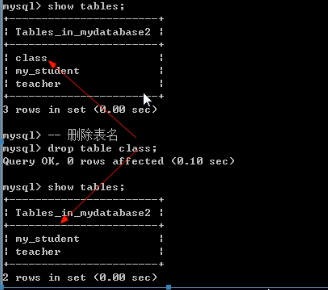 mysql> show tables;
+-----------------------+
| Tables_in_mydatabase2 |
+-----------------------+
| class
| my_student
| teacher
+-----------------------+
3 rows in set (0.00 sec)
mysql> -- 删除表名
mysql> drop table class;
Query OK, 0 rows affected (0.10 sec)
mysql> show tables;
+-----------------------+
| Tables_in_mydatabase2 |
+-----------------------+
| my_student
| teacher
+-----------------------+
2 rows in set (0.00 sec)